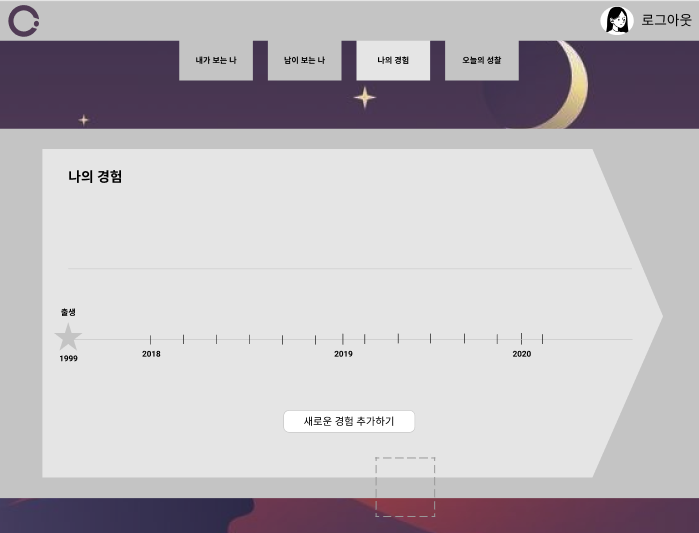 로그아웃
내가 보는 나
남이 보는 나
나의 경험
오늘의 성찰
나의 경험
출생
1999
2018
2019
2020
새로운 경험 추가하기